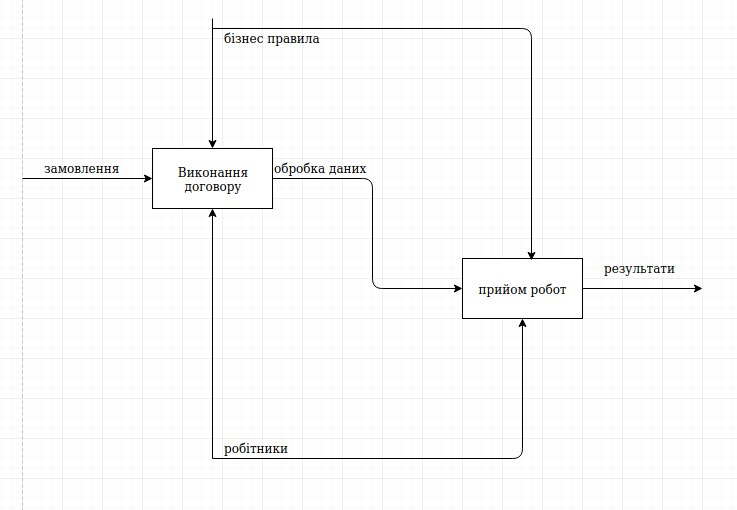 бізнес правила
замовлення
Виконання
договору
обробка даних
прийом робот
результати
робітники